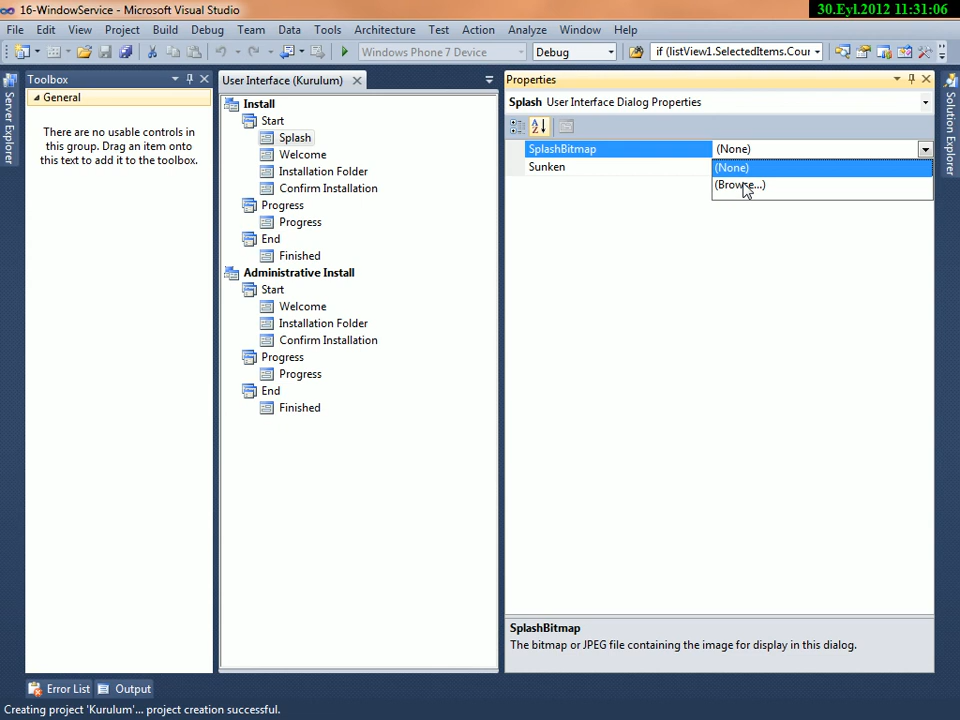 16-WindowService - Microsoft Visual Studio
30.Eyl.2012 11:31:06
File Edit View Project Build Debug Team Data Tools Architecture Test Action Analyze Window Help
Windows Phone 7 Device
Debug
if (listView1.SelectedItems.Cour
Server Explorer
Toolbox
General
There are no usable controls in
this group. Drag an item onto
this text to add it to the toolbox.
User Interface (Kurulum)
Install
Start
Splash
Welcome
Installation Folder
Confirm Installation
Progress
Progress
End
Finished
Administrative Install
Start
Welcome
Installation Folder
Confirm Installation
Progress
Progress
End
Finished
Properties
Splash User Interface Dialog Properties
SplashBitmap (None)
Sunken
(None)
(Browse...)
SplashBitmap
The bitmap or JPEG file containing the image for display in this dialog.
Solution Explorer
Error List Output
Creating project 'Kurulum'... project creation successful.